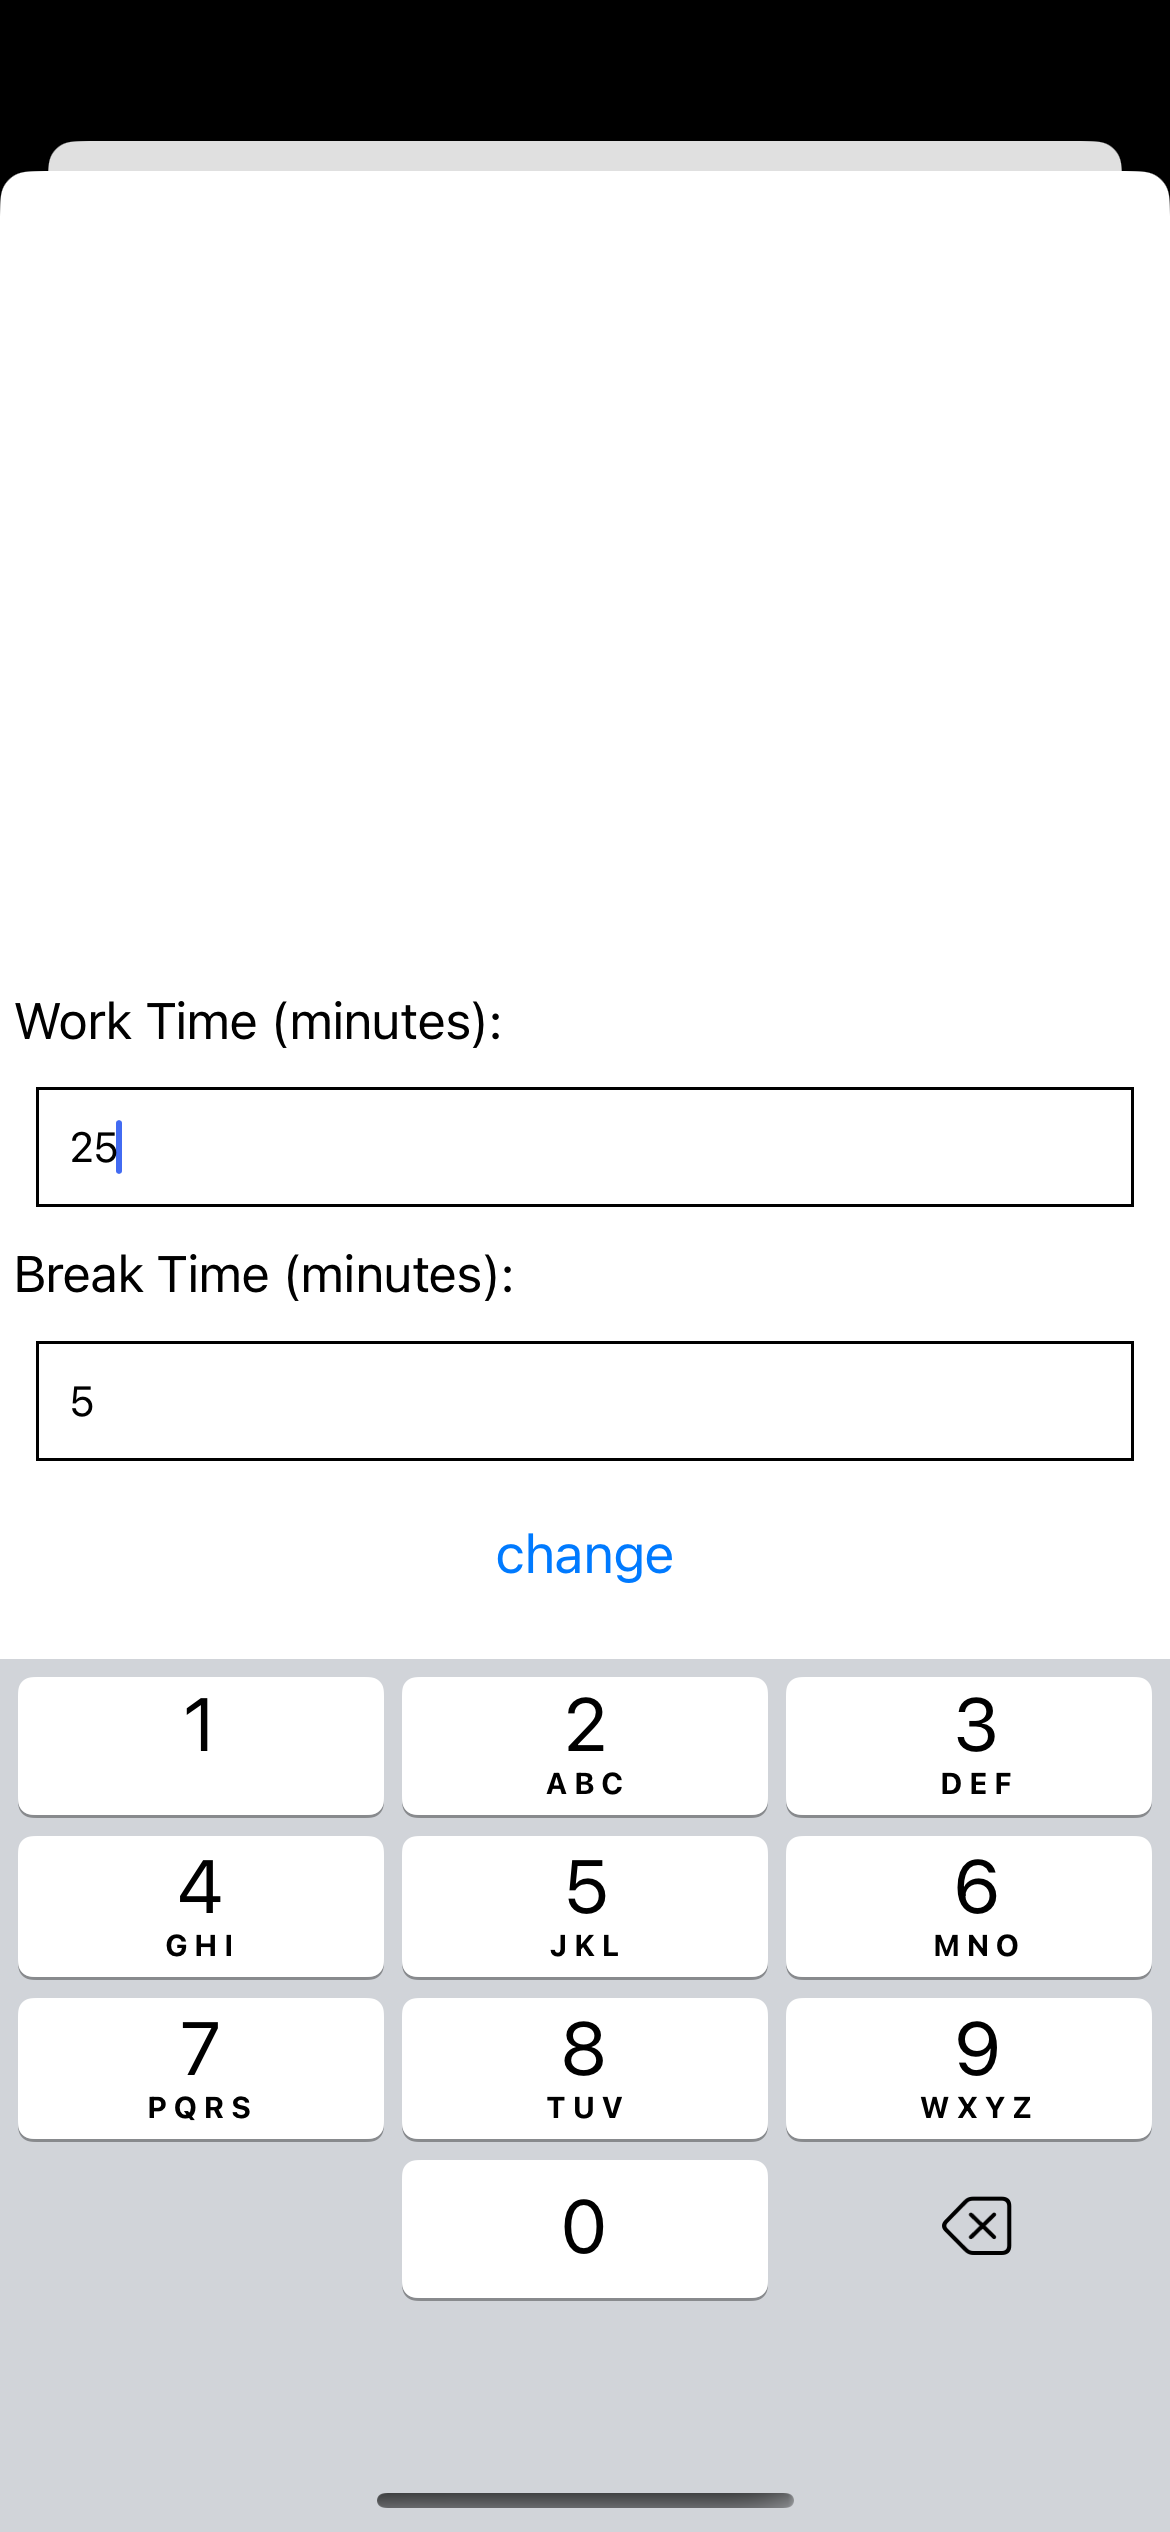 Work Time (minutes):
25
Break Time (minutes):
5
change
1 2 3
ABC DEF
4 5 6
GHI JKL MNO
7 8 9
PQRS TUV WXYZ
0